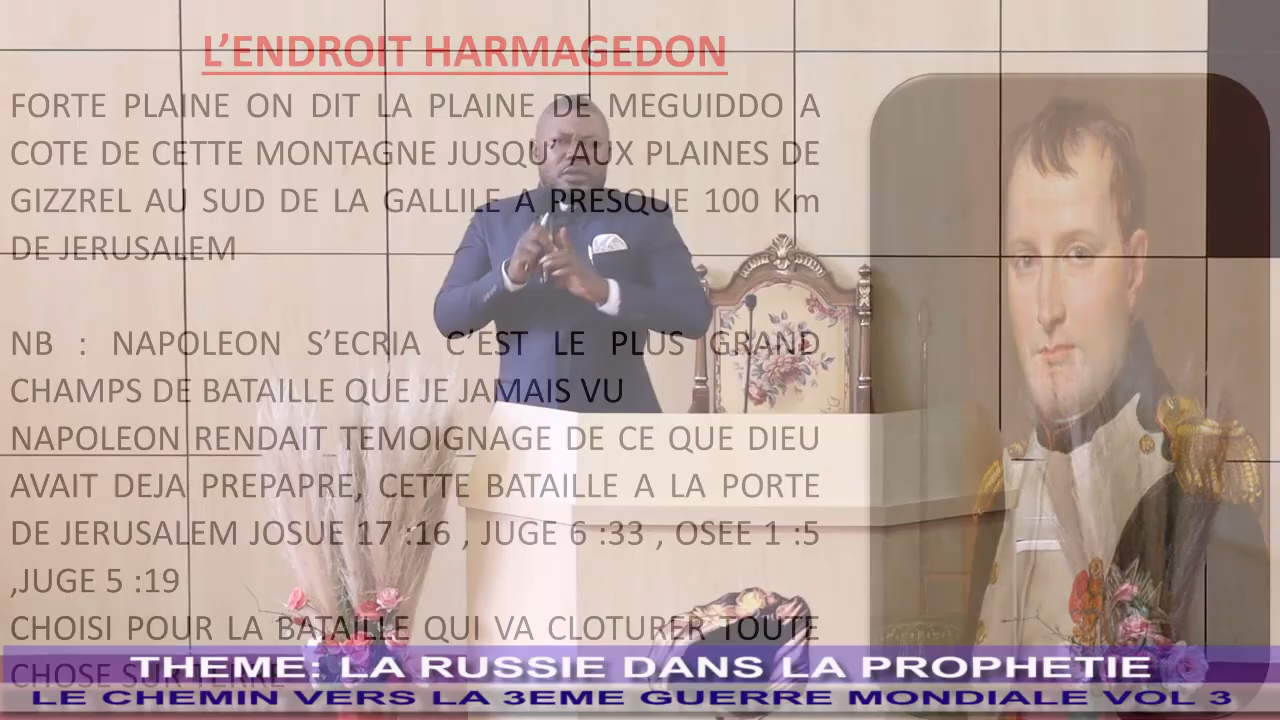 L'ENDROIT HARMAGEDON
FORTE PLAINE ON DIT LA PLAINE DE MEGUIDDO A
COTE DE CETTE MONTAGNE JUSQU' AUX PLAINES DE
GIZZREL AU SUD DE LA GALLILE A PRESQUE 100 Km
DE JERUSALEM
NB : NAPOLEON S'ECRIA C'EST LE PLUS GRAND
CHAMPS DE BATAILLE QUE JE JAMAIS VU
NAPOLEON RENDAIT TEMOIGNAGE DE CE QUE DIEU
AVAIT DEJA PREPAPRE, CETTE BATAILLE A LA PORTE
DE JERUSALEM JOSUE 17 :16 , JUGE 6 :33 , OSEE 1 :5
,JUGE 5 :19
CHOISI POUR LA BATAILLE QUI VA CLOTURER TOUTE
CHOSE SUR TERRE
THEME: LA RUSSIE DANS LA PROPHETIE
LE CHEMIN VERS LA 3EME GUERRE MONDIALE VOL 3